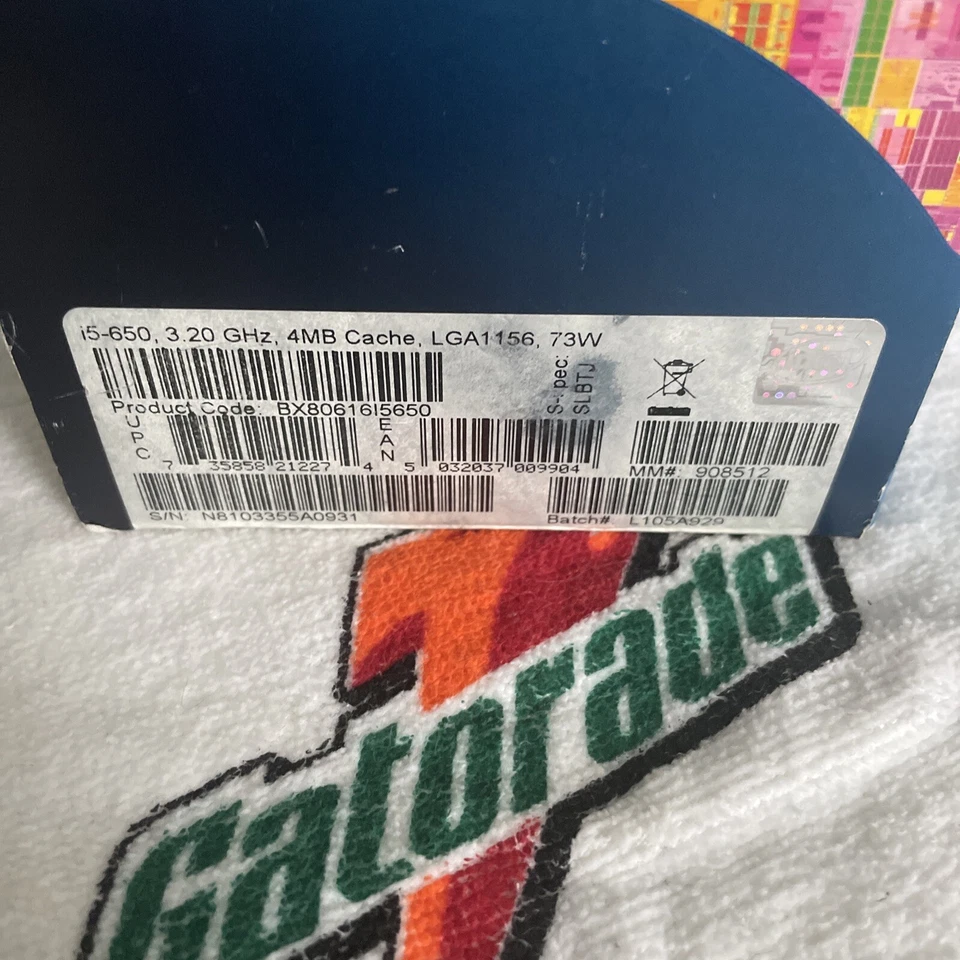 i5-650, 3.20 GHz, 4MB Cache, LGA1156, 73W
Product Code: BX80616I5650
S-spec:
SLBTJ
UPC
7 35858 21227 4
EAN
5 032037 009904
MM#: 908512
S/N: N8103355A0931
Batch#: L105A929
Gatorade